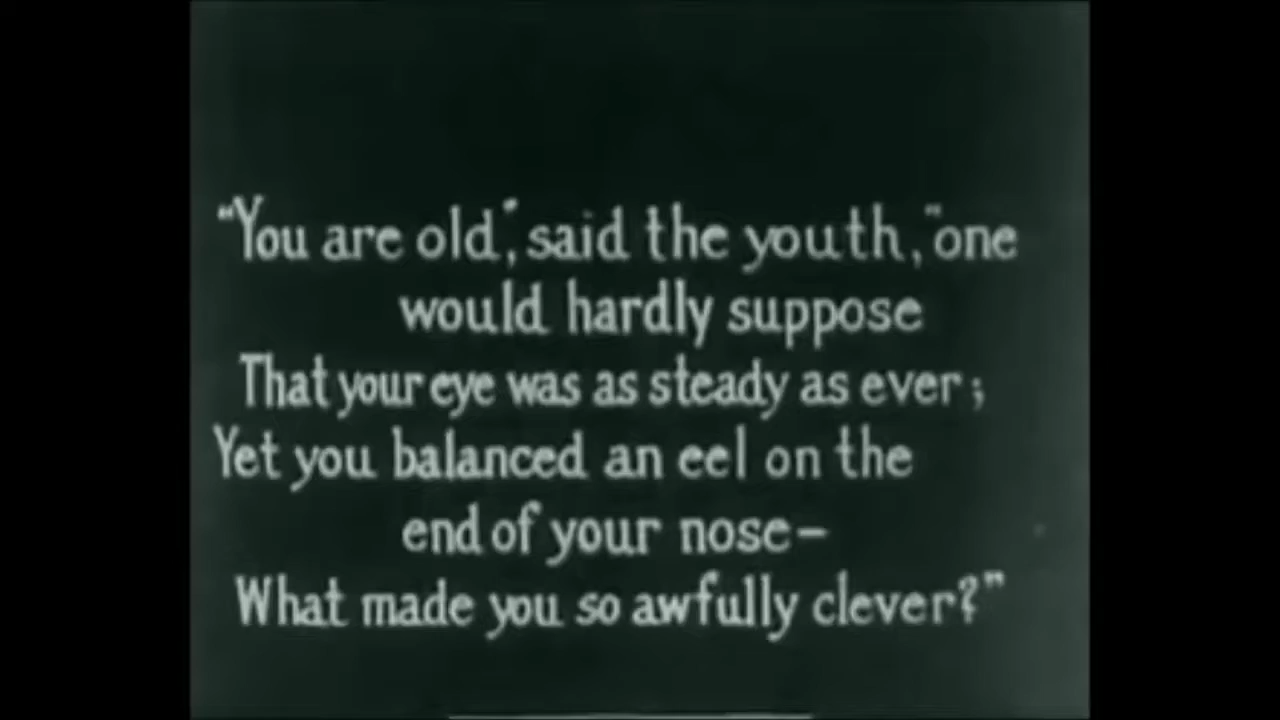 "You are old", said the youth, "one
would hardly suppose
That your eye was as steady as ever;
Yet you balanced an eel on the
end of your nose—
What made you so awfully clever?"